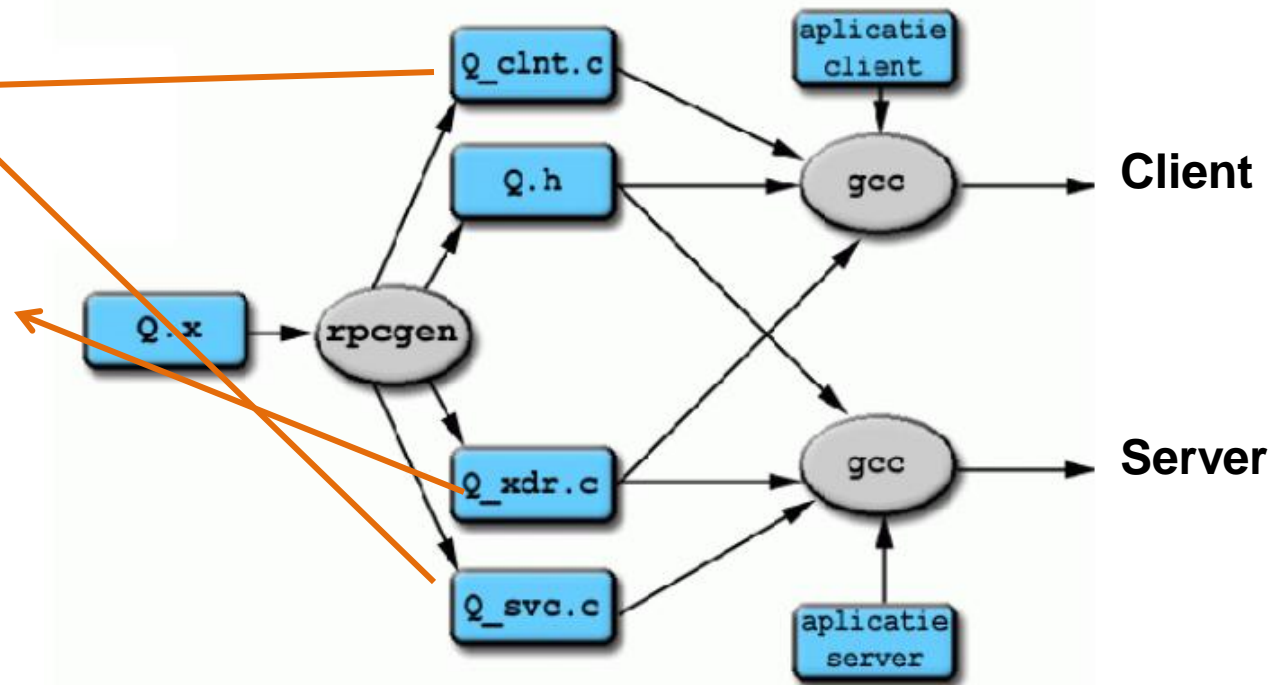 Q_clnt.c
aplicatie
client
Q.h
gcc
Client
Q.x
rpcgen
Q_xdr.c
gcc
Server
Q_svc.c
aplicatie
server